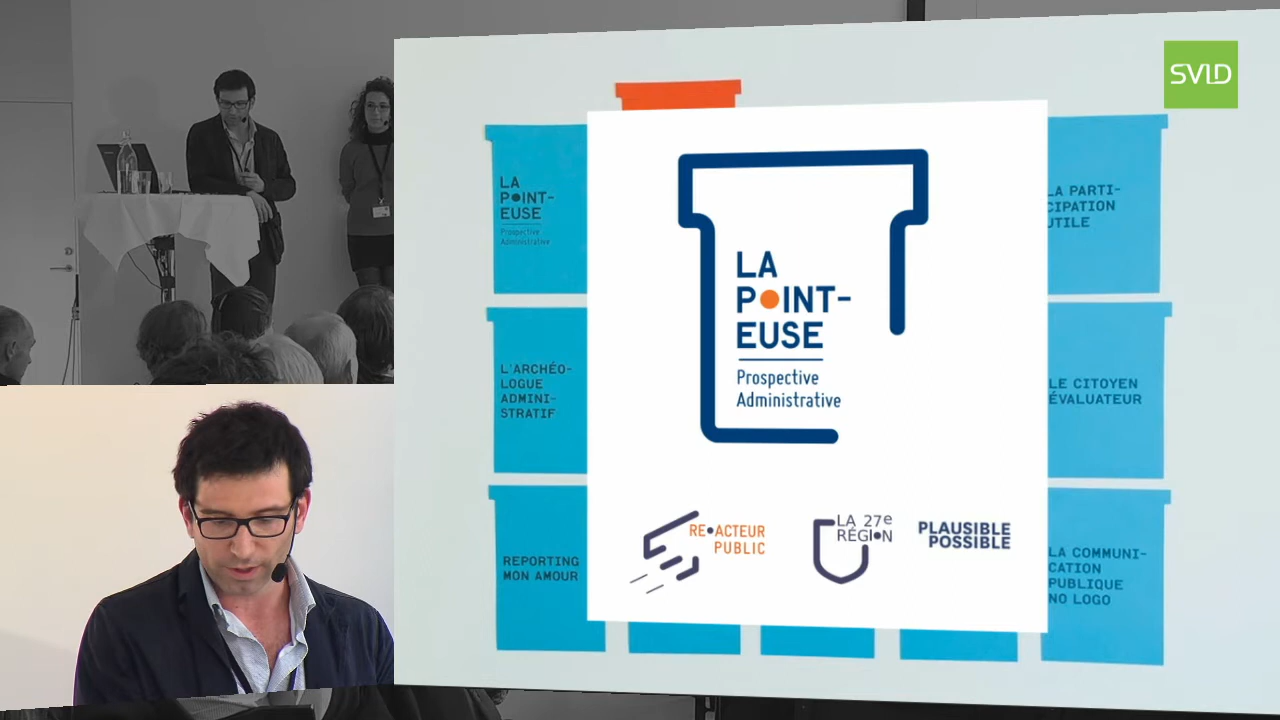 SVID
LA
POINT-
EUSE
Prospective
Administrative
L'ARCHÉO-
LOGUE
ADMINI-
STRATIF
REPORTING
MON AMOUR
LA
POINT-
EUSE
Prospective
Administrative
RE•ACTEUR
PUBLIC
LA 27e
RÉGION
PLAUSIBLE
POSSIBLE
LA PARTI-
CIPATION
UTILE
LE CITOYEN
ÉVALUATEUR
LA COMMUNI-
CATION
PUBLIQUE
NO LOGO